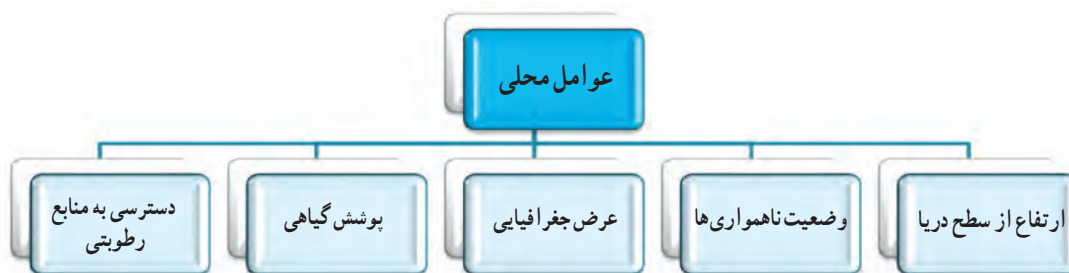 عوامل محلی
ارتفاع از سطح دریا
وضعیت ناهمواری‌ها
عرض جغرافیایی
پوشش گیاهی
دسترسی به منابع
رطوبتی